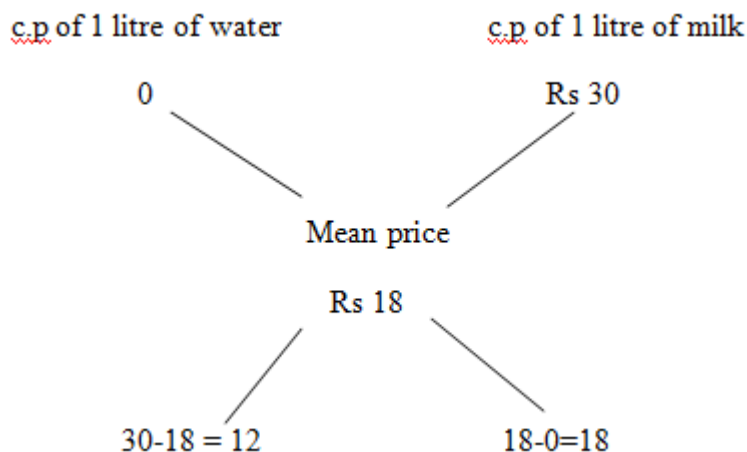 c.p of 1 litre of water c.p of 1 litre of milk
0 Rs 30
Mean price
Rs 18
30-18 = 12 18-0=18